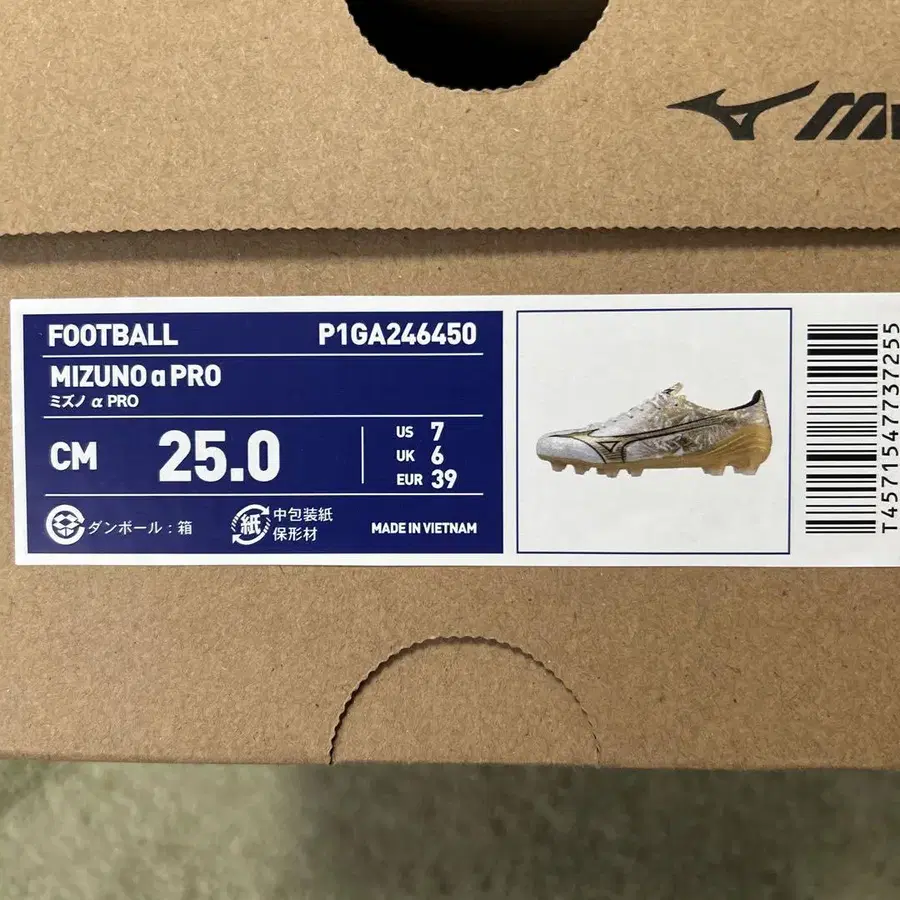 FOOTBALL P1GA246450
MIZUNO α PRO
ミズノ α PRO
CM 25.0
US 7
UK 6
EUR 39
ダンボール：箱
紙
中包装紙
保形材
MADE IN VIETNAM
T4571547737255